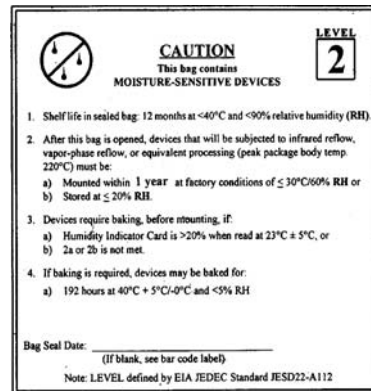 LEVEL
2
CAUTION
This bag contains
MOISTURE-SENSITIVE DEVICES
1. Shelf life in sealed bag: 12 months at <40°C and <90% relative humidity (RH).
2. After this bag is opened, devices that will be subjected to infrared reflow,
vapor-phase reflow, or equivalent processing (peak package body temp.
220°C) must be:
a) Mounted within 1 year at factory conditions of ≤ 30°C/60% RH or
b) Stored at ≤ 20% RH.
3. Devices require baking, before mounting, if:
a) Humidity Indicator Card is >20% when read at 23°C ± 5°C, or
b) 2a or 2b is not met.
4. If baking is required, devices may be baked for:
a) 192 hours at 40°C + 5°C/-0°C and <5% RH
Bag Seal Date:
(If blank, see bar code label)
Note: LEVEL defined by EIA JEDEC Standard JESD22-A112